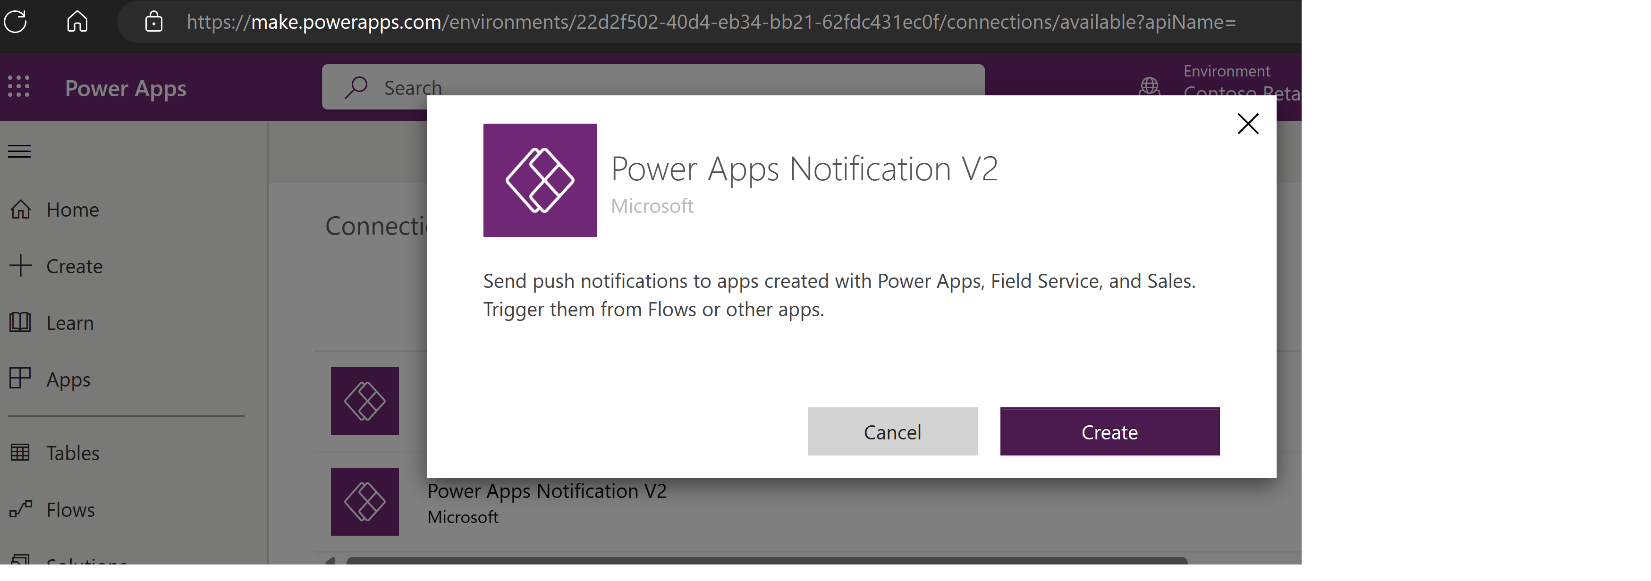 https://make.powerapps.com/environments/22d2f502-40d4-eb34-bb21-62fdc431ec0f/connections/available?apiName=
Power Apps
Search
Environment
Contoso Reta
Home
Create
Learn
Apps
Tables
Flows
Solutions
Connecti
Power Apps Notification V2
Microsoft
Send push notifications to apps created with Power Apps, Field Service, and Sales.
Trigger them from Flows or other apps.
Cancel
Create
Power Apps Notification V2
Microsoft